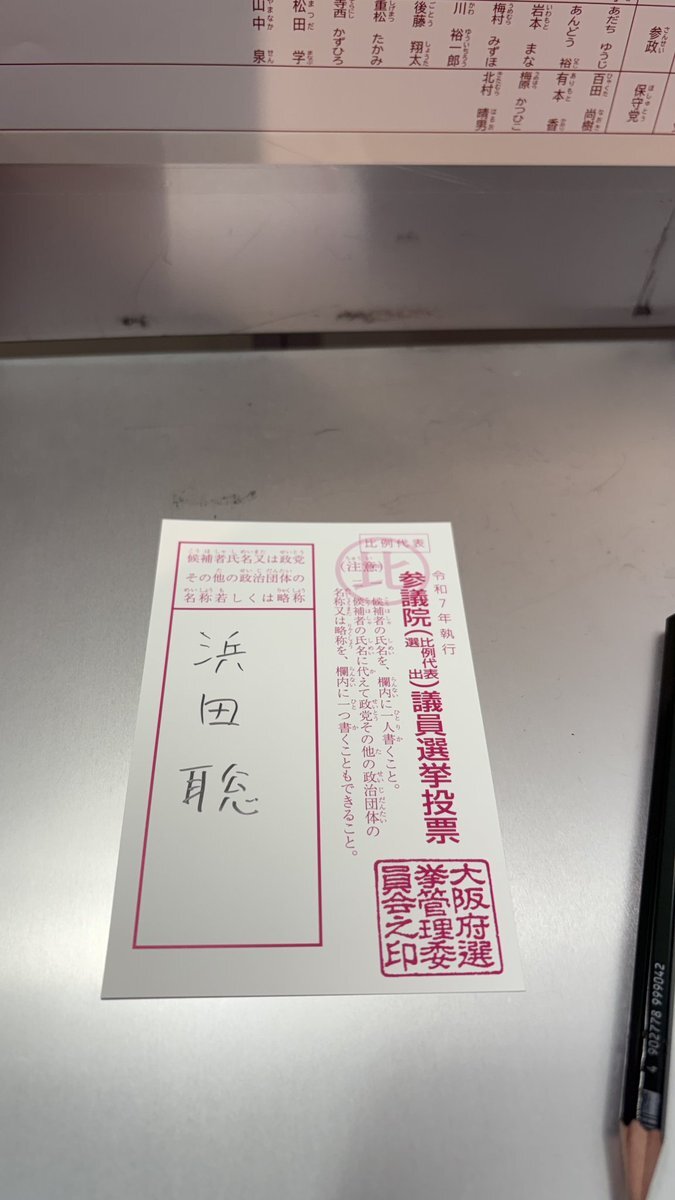 参政
あだち ゆうじ
あんどう 裕
岩本 まな
梅村 みずほ
川 裕一郎
後藤 翔太
重松 たかみ
寺西 かずひろ
松田 学
山中 泉
保守党
百田 尚樹
有本 香
梅原 かつひこ
北村 晴男
比例代表
令和7年執行
参議院(比例代表選出)議員選挙投票
(注意)
一 候補者の氏名を、欄内に一人書くこと。
二 候補者の氏名に代えて政党その他の政治団体の
名称又は略称を、欄内に一つ書くこともできること。
候補者氏名又は政党
その他の政治団体の
名称若しくは略称
浜田聡
大阪府選
挙管理委
員会之印
4 902778 999042